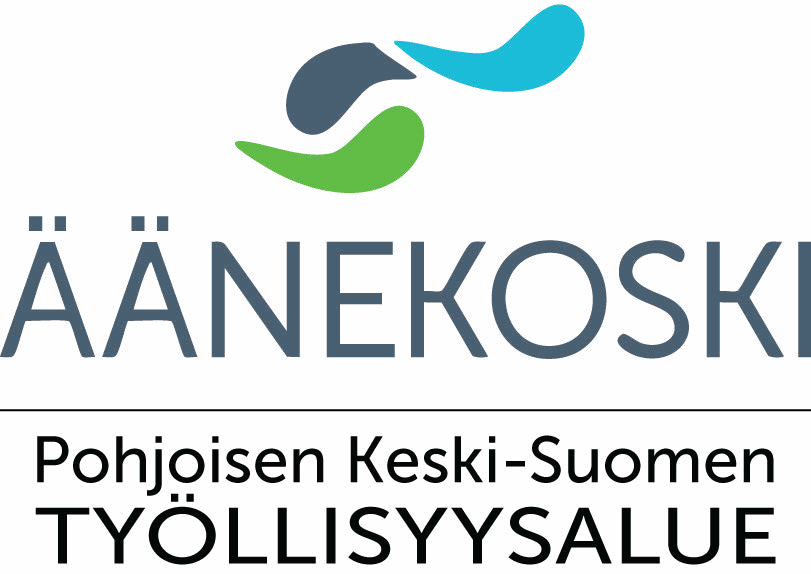 ÄÄNEKOSKI
Pohjoisen Keski-Suomen
TYÖLLISYYSALUE